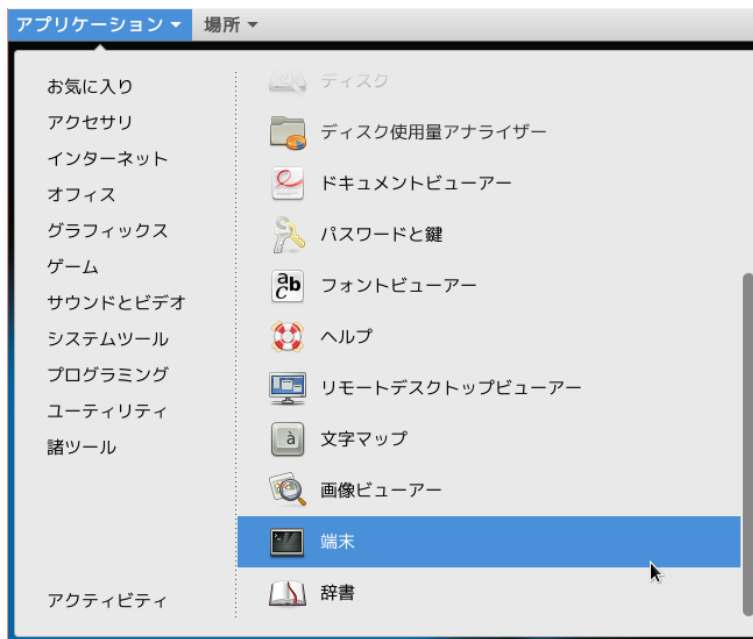 アプリケーション 場所
お気に入り
アクセサリ
インターネット
オフィス
グラフィックス
ゲーム
サウンドとビデオ
システムツール
プログラミング
ユーティリティ
諸ツール
アクティビティ
ディスク
ディスク使用量アナライザー
ドキュメントビューアー
パスワードと鍵
フォントビューアー
ヘルプ
リモートデスクトップビューアー
文字マップ
画像ビューアー
端末
辞書